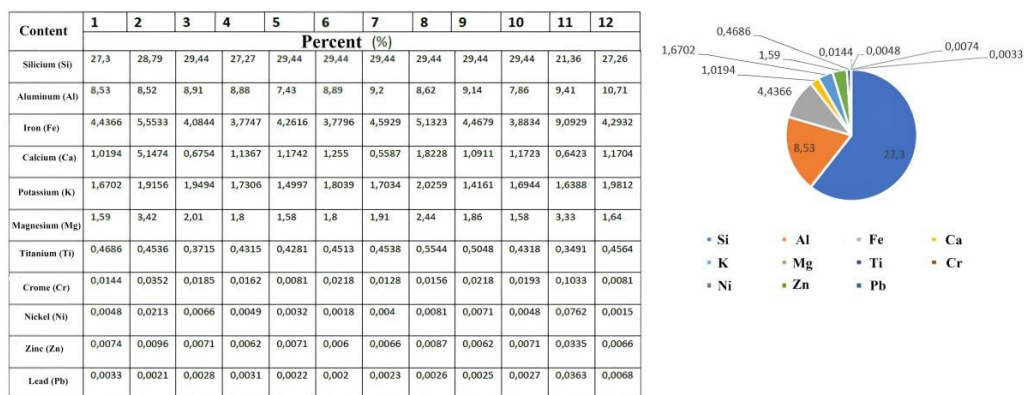 Content 1 2 3 4 5 6 7 8 9 10 11 12
Percent (%)
Silicium (Si) 27,3 28,79 29,44 27,27 29,44 29,44 29,44 29,44 29,44 29,44 21,36 27,26
Aluminum (Al) 8,53 8,52 8,91 8,88 7,43 8,89 9,2 8,62 9,14 7,86 9,41 10,71
Iron (Fe) 4,4366 5,5533 4,0844 3,7747 4,2616 3,7796 4,5929 5,1323 4,4679 3,8834 9,0929 4,2932
Calcium (Ca) 1,0194 5,1474 0,6754 1,1367 1,1742 1,255 0,5587 1,8228 1,0911 1,1723 0,6423 1,1704
Potassium (K) 1,6702 1,9156 1,9494 1,7306 1,4997 1,8039 1,7034 2,0259 1,4161 1,6944 1,6388 1,9812
Magnesium (Mg) 1,59 3,42 2,01 1,8 1,58 1,8 1,91 2,44 1,86 1,58 3,33 1,64
Titanium (Ti) 0,4686 0,4536 0,3715 0,4315 0,4281 0,4513 0,4538 0,5544 0,5048 0,4318 0,3491 0,4564
Crome (Cr) 0,0144 0,0352 0,0185 0,0162 0,0081 0,0218 0,0128 0,0156 0,0218 0,0193 0,1033 0,0081
Nickel (Ni) 0,0048 0,0213 0,0066 0,0049 0,0032 0,0018 0,004 0,0081 0,0071 0,0048 0,0762 0,0015
Zinc (Zn) 0,0074 0,0096 0,0071 0,0062 0,0071 0,006 0,0066 0,0087 0,0062 0,0071 0,0335 0,0066
Lead (Pb) 0,0033 0,0021 0,0028 0,0031 0,0022 0,002 0,0023 0,0026 0,0025 0,0027 0,0363 0,0068
0,4686
1,6702 1,59 0,0144 0,0048 0,0074 0,0033
1,0194
4,4366
8,53 27,3
Si Al Fe Ca
K Mg Ti Cr
Ni Zn Pb